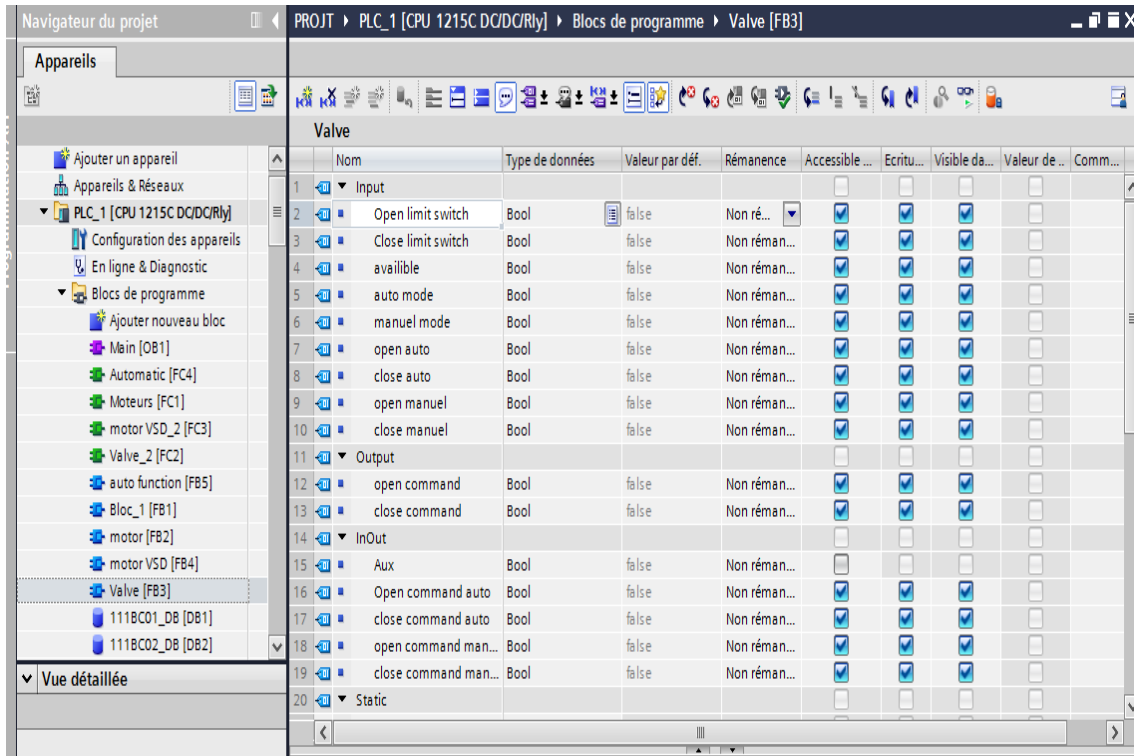 Navigateur du projet
PROJT ▸ PLC_1 [CPU 1215C DC/DC/Rly] ▸ Blocs de programme ▸ Valve [FB3]
Appareils
Ajouter un appareil
Appareils & Réseaux
PLC_1 [CPU 1215C DC/DC/Rly]
Configuration des appareils
En ligne & Diagnostic
Blocs de programme
Ajouter nouveau bloc
Main [OB1]
Automatic [FC4]
Moteurs [FC1]
motor VSD_2 [FC3]
Valve_2 [FC2]
auto function [FB5]
Bloc_1 [FB1]
motor [FB2]
motor VSD [FB4]
Valve [FB3]
111BC01_DB [DB1]
111BC02_DB [DB2]
Vue détaillée
Valve
Nom Type de données Valeur par déf. Rémanence Accessible ... Ecritu... Visible da... Valeur de .. Comm...
1 Input
2 Open limit switch Bool false Non ré...
3 Close limit switch Bool false Non réman...
4 availible Bool false Non réman...
5 auto mode Bool false Non réman...
6 manuel mode Bool false Non réman...
7 open auto Bool false Non réman...
8 close auto Bool false Non réman...
9 open manuel Bool false Non réman...
10 close manuel Bool false Non réman...
11 Output
12 open command Bool false Non réman...
13 close command Bool false Non réman...
14 InOut
15 Aux Bool false Non réman...
16 Open command auto Bool false Non réman...
17 close command auto Bool false Non réman...
18 open command man... Bool false Non réman...
19 close command man... Bool false Non réman...
20 Static